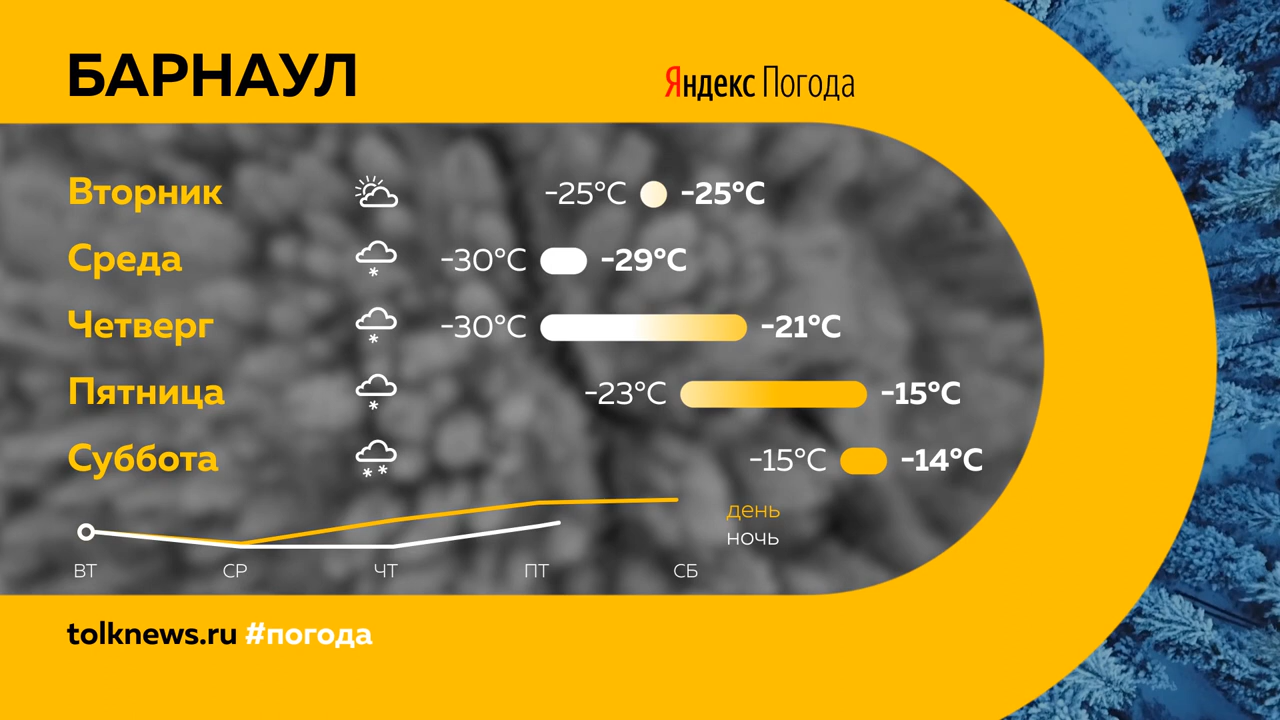 БАРНАУЛ
Яндекс Погода
Вторник -25°C -25°C
Среда -30°C -29°C
Четверг -30°C -21°C
Пятница -23°C -15°C
Суббота -15°C -14°C
день
ночь
ВТ СР ЧТ ПТ СБ
tolknews.ru #погода